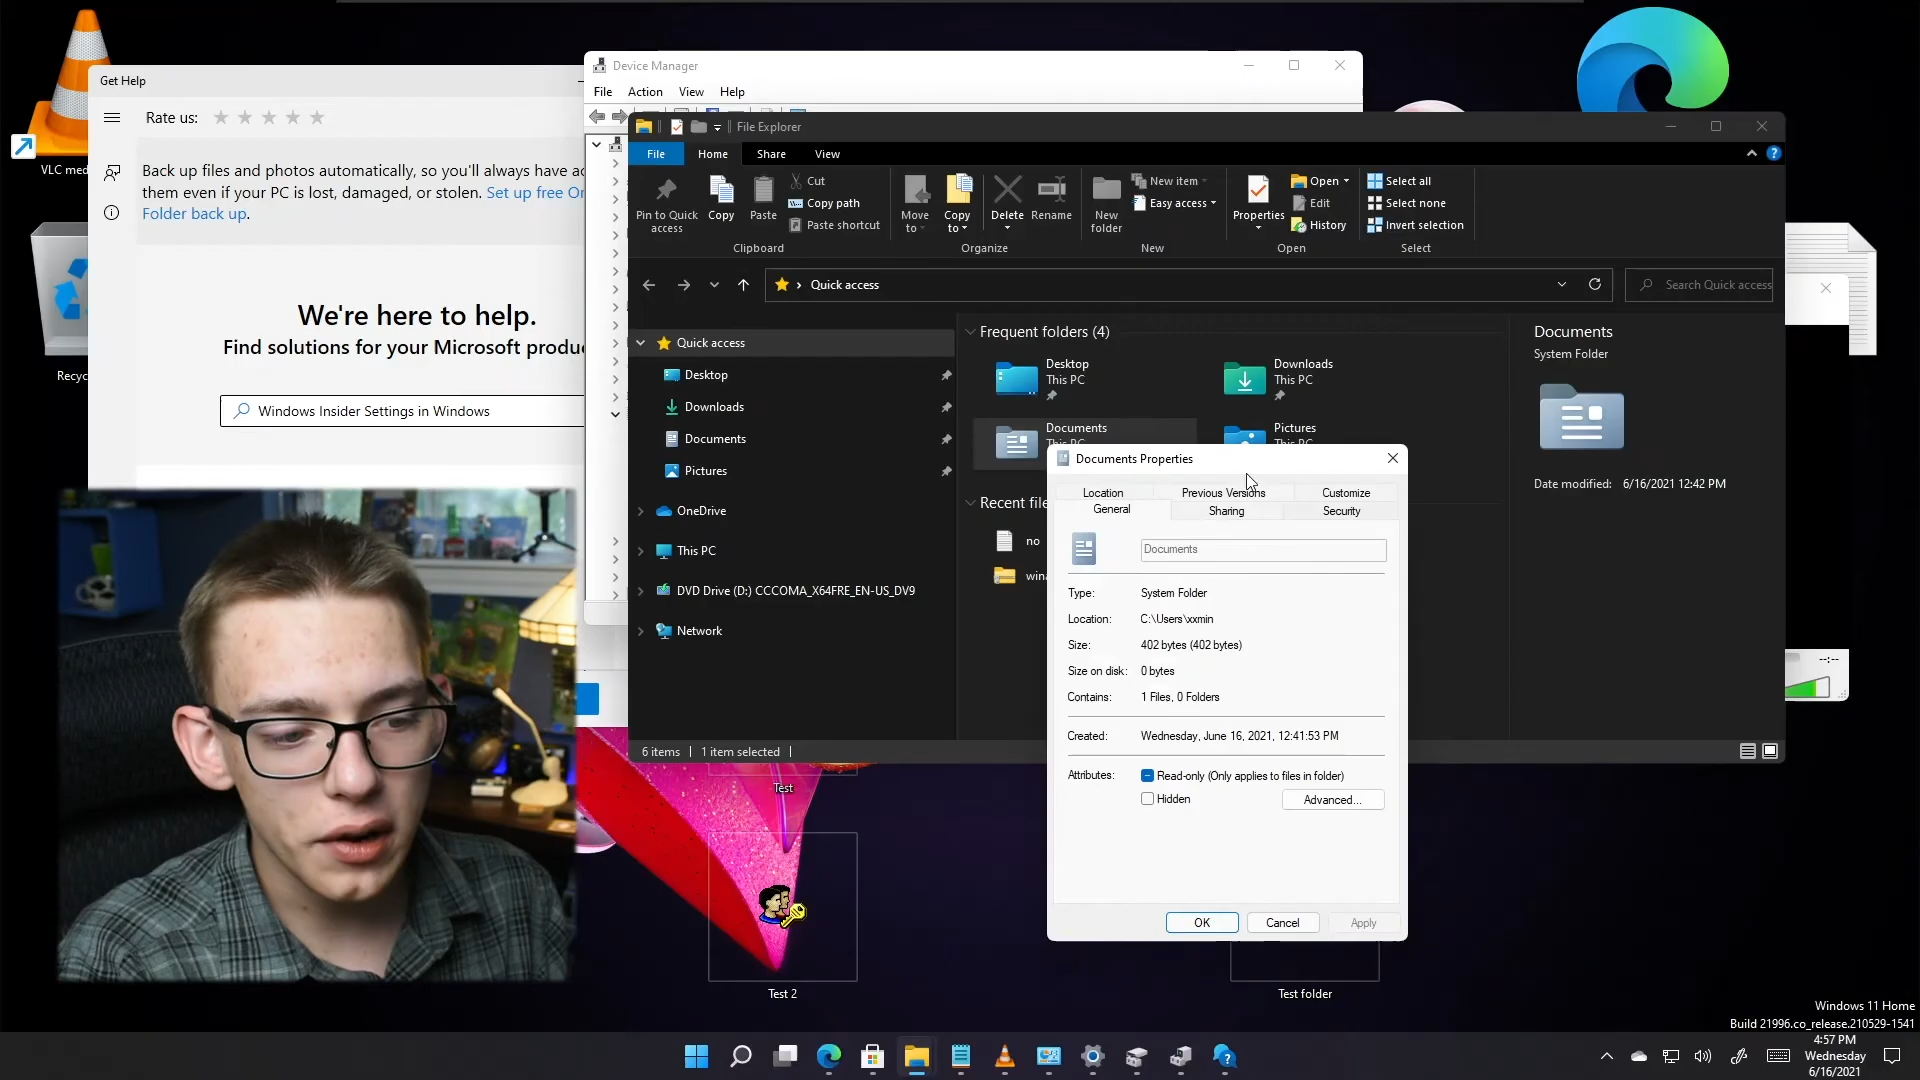 VLC med
Recyc
Get Help
Rate us:
Back up files and photos automatically, so you'll always have ac
them even if your PC is lost, damaged, or stolen. Set up free On
Folder back up.
We're here to help.
Find solutions for your Microsoft produ
Windows Insider Settings in Windows
Device Manager
File Action View Help
File Explorer
File Home Share View
Pin to Quick access
Copy
Paste
Cut
Copy path
Paste shortcut
Clipboard
Move to
Copy to
Delete
Rename
Organize
New folder
New item
Easy access
New
Properties
Open
Edit
History
Open
Select all
Select none
Invert selection
Select
Quick access
Search Quick access
Quick access
Desktop
Downloads
Documents
Pictures
OneDrive
This PC
DVD Drive (D:) CCCOMA_X64FRE_EN-US_DV9
Network
Frequent folders (4)
Desktop
This PC
Downloads
This PC
Documents
This PC
Pictures
This PC
Recent file
no
wina
Documents
System Folder
Date modified: 6/16/2021 12:42 PM
6 items
1 item selected
Documents Properties
Location Previous Versions Customize
General Sharing Security
Documents
Type: System Folder
Location: C:\Users\xxmin
Size: 402 bytes (402 bytes)
Size on disk: 0 bytes
Contains: 1 Files, 0 Folders
Created: Wednesday, June 16, 2021, 12:41:53 PM
Attributes: Read-only (Only applies to files in folder)
Hidden
Advanced...
OK Cancel Apply
--:--
Test
Test 2
Test folder
Windows 11 Home
Build 21996.co_release.210529-1541
4:57 PM
Wednesday
6/16/2021